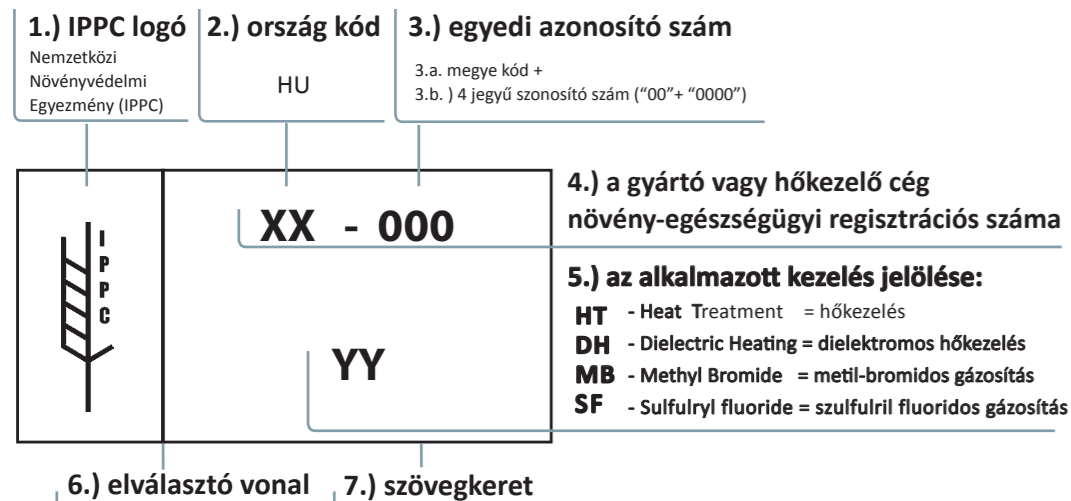 1.) IPPC logó
Nemzetközi
Növényvédelmi
Egyezmény (IPPC)
2.) ország kód
HU
3.) egyedi azonosító szám
3.a. megye kód +
3.b. ) 4 jegyű szonosító szám (“00”+ “0000”)
I
P
P
C
XX - 000
YY
4.) a gyártó vagy hőkezelő cég
növény-egészségügyi regisztrációs száma
5.) az alkalmazott kezelés jelölése:
HT - Heat Treatment = hőkezelés
DH - Dielectric Heating = dielektromos hőkezelés
MB - Methyl Bromide = metil-bromidos gázosítás
SF - Sulfulryl fluoride = szulfulril fluoridos gázosítás
6.) elválasztó vonal
7.) szövegkeret